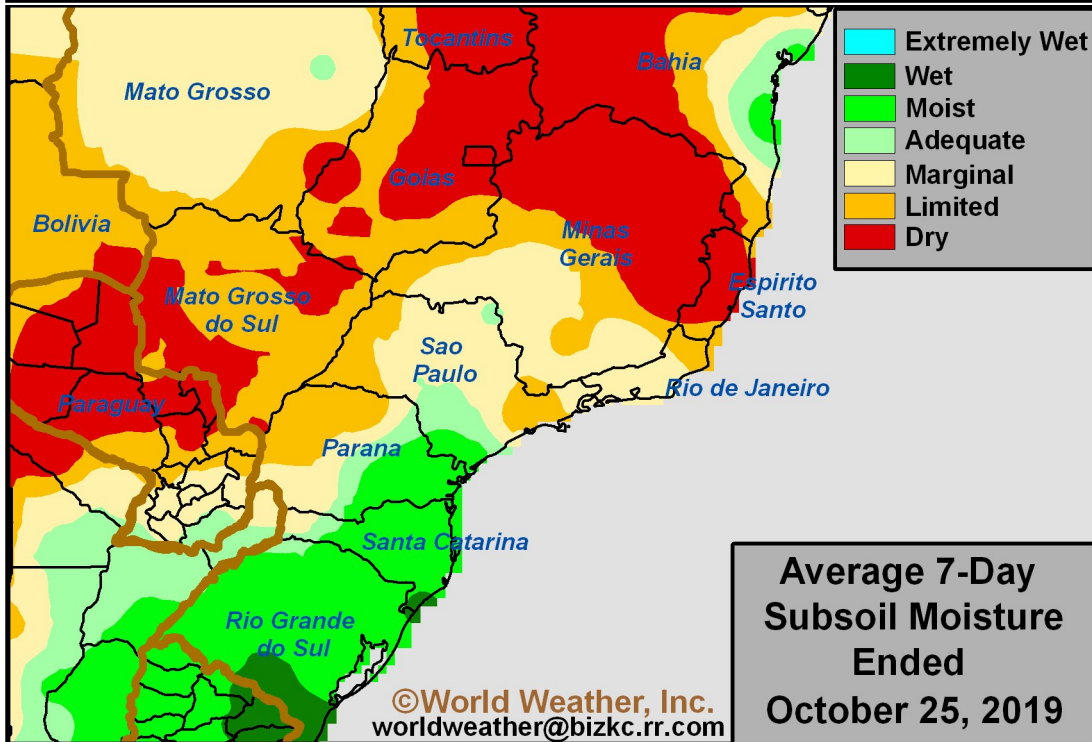 Tocantins
Bahia
Mato Grosso
Goias
Bolivia
Minas
Gerais
Mato Grosso
do Sul
Espirito
Santo
Sao
Paulo
Rio de Janeiro
Paraguay
Parana
Santa Catarina
Rio Grande
do Sul
Extremely Wet
Wet
Moist
Adequate
Marginal
Limited
Dry
Average 7-Day
Subsoil Moisture
Ended
October 25, 2019
©World Weather, Inc.
worldweather@bizkc.rr.com